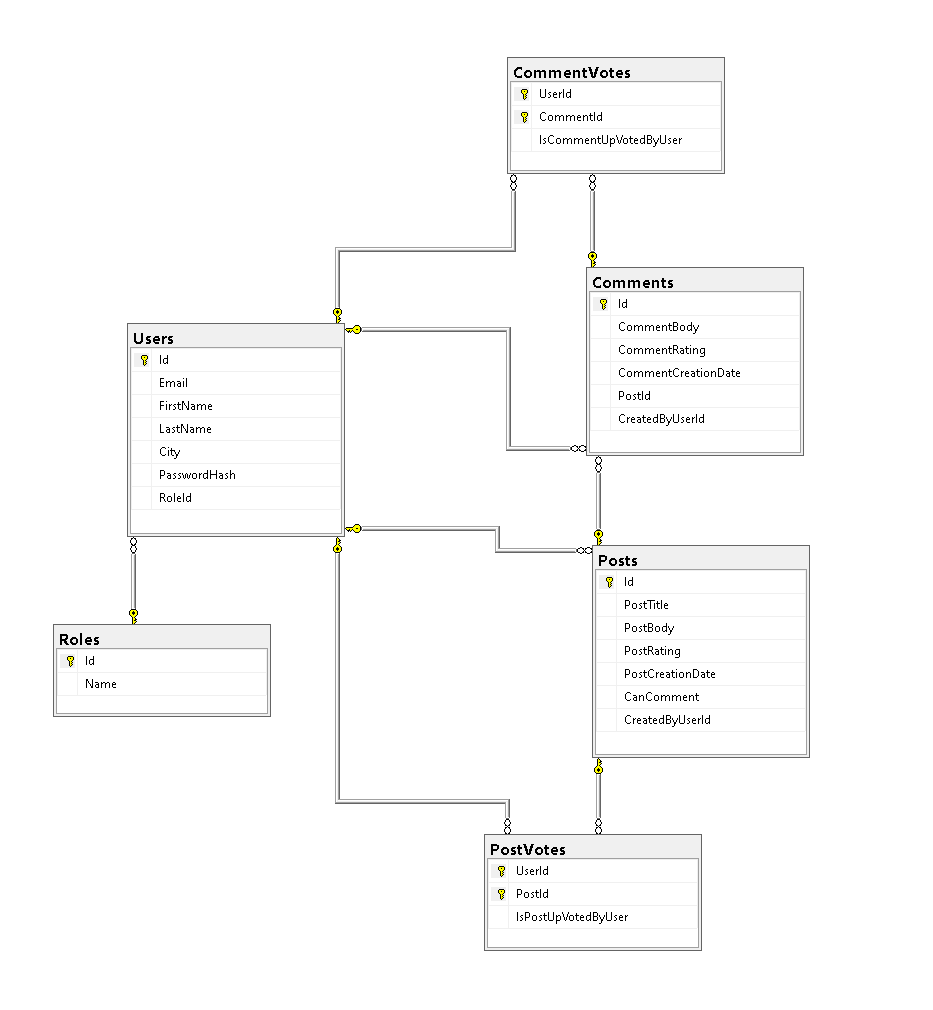 CommentVotes
UserId
CommentId
IsCommentUpVotedByUser
Comments
Id
CommentBody
CommentRating
CommentCreationDate
PostId
CreatedByUserId
Users
Id
Email
FirstName
LastName
City
PasswordHash
RoleId
Posts
Id
PostTitle
PostBody
PostRating
PostCreationDate
CanComment
CreatedByUserId
Roles
Id
Name
PostVotes
UserId
PostId
IsPostUpVotedByUser